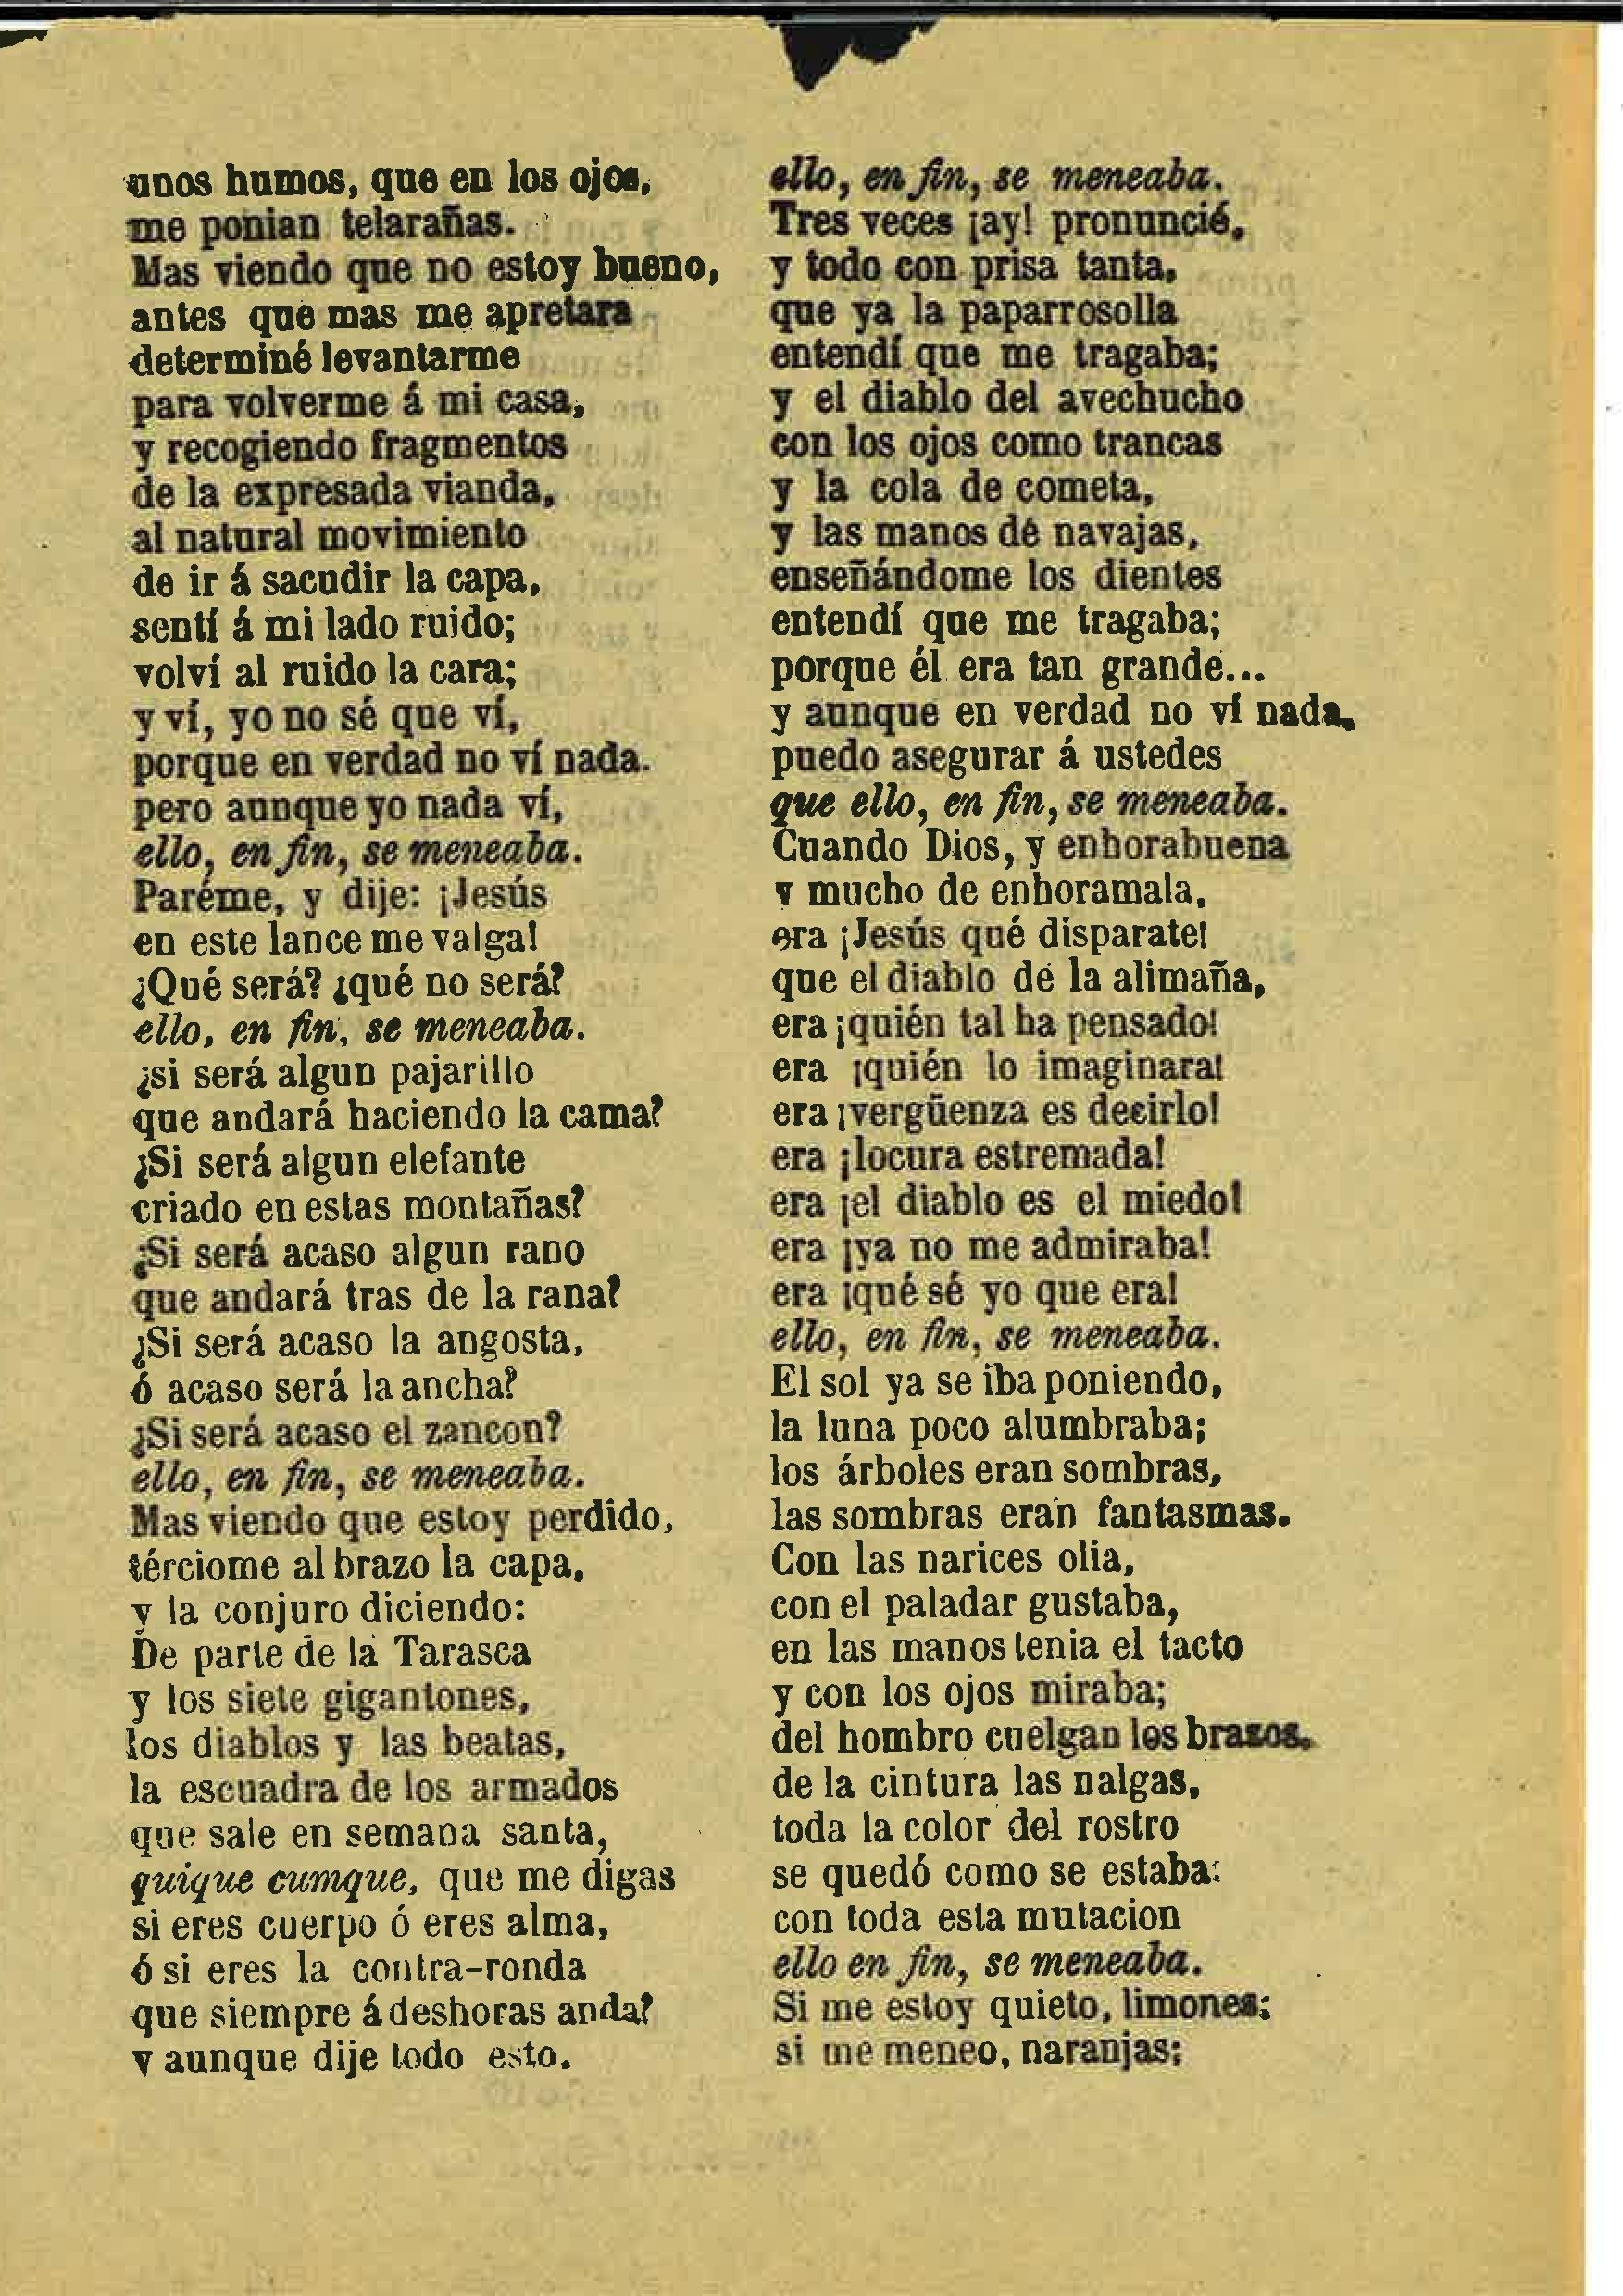 unos humos, que en los ojos,
me ponian telarañas.
Mas viendo que no estoy bueno,
antes que mas me apretara
determiné levantarme
para volverme á mi casa,
y recogiendo fragmentos
de la expresada vianda,
al natural movimiento
de ir á sacudir la capa,
sentí á mi lado ruido;
volví al ruido la cara;
y ví, yo no sé que ví,
porque en verdad no ví nada.
pero aunque yo nada ví,
ello, en fin, se meneaba.
Paréme, y dije: ¡Jesús
en este lance me valga!
¿Qué será? ¿qué no será?
ello, en fin, se meneaba.
¿si será algun pajarillo
que andará haciendo la cama?
¿Si será algun elefante
criado en estas montañas?
¿Si será acaso algun rano
que andará tras de la rana?
¿Si será acaso la angosta,
ó acaso será la ancha?
¿Si será acaso el zancon?
ello, en fin, se meneaba.
Mas viendo que estoy perdido,
térciome al brazo la capa,
y la conjuro diciendo:
De parte de la Tarasca
y los siete gigantones,
los diablos y las beatas,
la escuadra de los armados
que sale en semana santa,
quique cumque, que me digas
si eres cuerpo ó eres alma,
ó si eres la contra-ronda
que siempre á deshoras anda?
y aunque dije todo esto.
ello, en fin, se meneaba.
Tres veces ¡ay! pronuncié,
y todo con prisa tanta,
que ya la paparrosolla
entendí que me tragaba;
y el diablo del avechucho
con los ojos como trancas
y la cola de cometa,
y las manos de navajas,
enseñándome los dientes
entendí que me tragaba;
porque él era tan grande...
y aunque en verdad no ví nada,
puedo asegurar á ustedes
que ello, en fin, se meneaba.
Cuando Dios, y enhorabuena
y mucho de enhoramala,
era ¡Jesús qué disparate!
que el diablo de la alimaña,
era ¡quién tal ha pensado!
era ¡quién lo imaginara!
era ¡vergüenza es decirlo!
era ¡locura estremada!
era ¡el diablo es el miedo!
era ¡ya no me admiraba!
era ¡qué sé yo que era!
ello, en fin, se meneaba.
El sol ya se iba poniendo,
la luna poco alumbraba;
los árboles eran sombras,
las sombras eran fantasmas.
Con las narices olia,
con el paladar gustaba,
en las manos tenia el tacto
y con los ojos miraba;
del hombro cuelgan los brazos,
de la cintura las nalgas,
toda la color del rostro
se quedó como se estaba:
con toda esta mutacion
ello en fin, se meneaba.
Si me estoy quieto, limones;
si me meneo, naranjas;